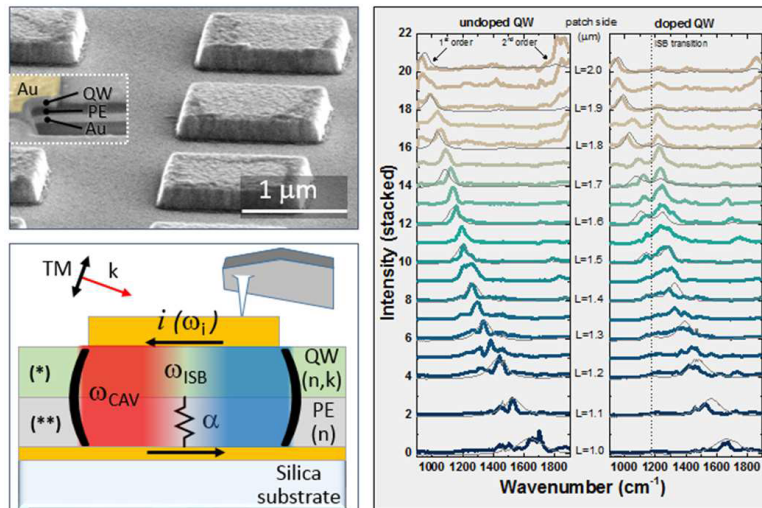 Au
QW
PE
Au
1 μm
TM
k
i (ωi)
(*)
QW
(n,k)
ωCAV
ωISB
(**)
α
PE
(n)
Silica
substrate
undoped QW
patch side
(μm)
doped QW
1st order
2nd order
ISB transition
22
20
18
16
14
12
10
8
6
4
2
0
Intensity (stacked)
L=2.0
L=1.9
L=1.8
L=1.7
L=1.6
L=1.5
L=1.4
L=1.3
L=1.2
L=1.1
L=1.0
1000 1200 1400 1600 1800
1000 1200 1400 1600 1800
Wavenumber (cm-1)